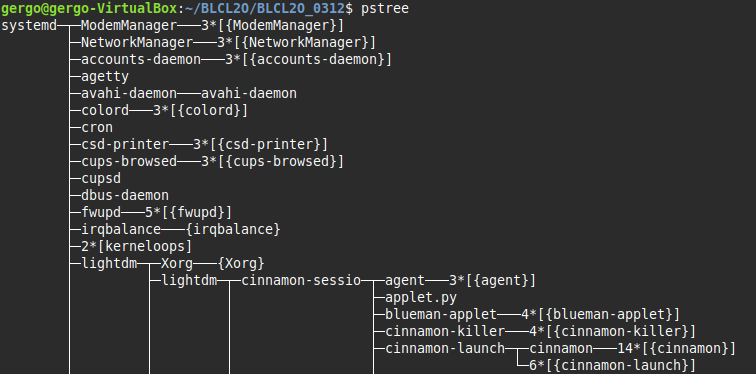 gergo@gergo-VirtualBox:~/BLCL2O/BLCL2O_0312$ pstree
systemd─┬─ModemManager───3*[{ModemManager}]
        ├─NetworkManager───3*[{NetworkManager}]
        ├─accounts-daemon───3*[{accounts-daemon}]
        ├─agetty
        ├─avahi-daemon───avahi-daemon
        ├─colord───3*[{colord}]
        ├─cron
        ├─csd-printer───3*[{csd-printer}]
        ├─cups-browsed───3*[{cups-browsed}]
        ├─cupsd
        ├─dbus-daemon
        ├─fwupd───5*[{fwupd}]
        ├─irqbalance───{irqbalance}
        ├─2*[kerneloops]
        ├─lightdm─┬─Xorg───{Xorg}
        │         ├─lightdm─┬─cinnamon-sessio─┬─agent───3*[{agent}]
        │         │         │                 ├─applet.py
        │         │         │                 ├─blueman-applet───4*[{blueman-applet}]
        │         │         │                 ├─cinnamon-killer───4*[{cinnamon-killer}]
        │         │         │                 ├─cinnamon-launch─┬─cinnamon───14*[{cinnamon}]
        │         │         │                 │                 └─6*[{cinnamon-launch}]